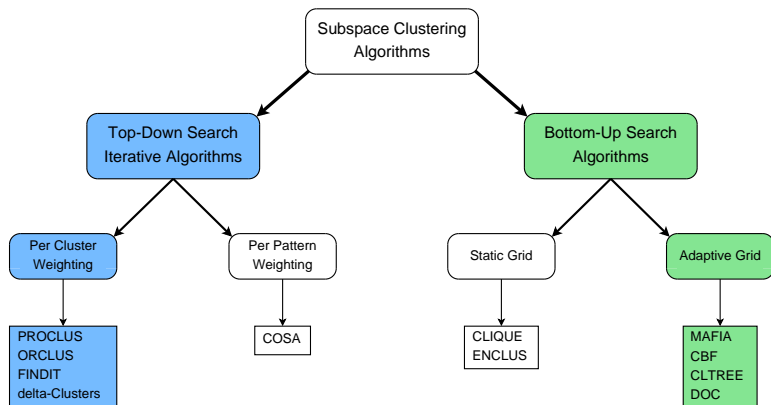 Subspace Clustering
Algorithms
Top-Down Search
Iterative Algorithms
Bottom-Up Search
Algorithms
Per Cluster
Weighting
Per Pattern
Weighting
Static Grid
Adaptive Grid
PROCLUS
ORCLUS
FINDIT
delta-Clusters
COSA
CLIQUE
ENCLUS
MAFIA
CBF
CLTREE
DOC